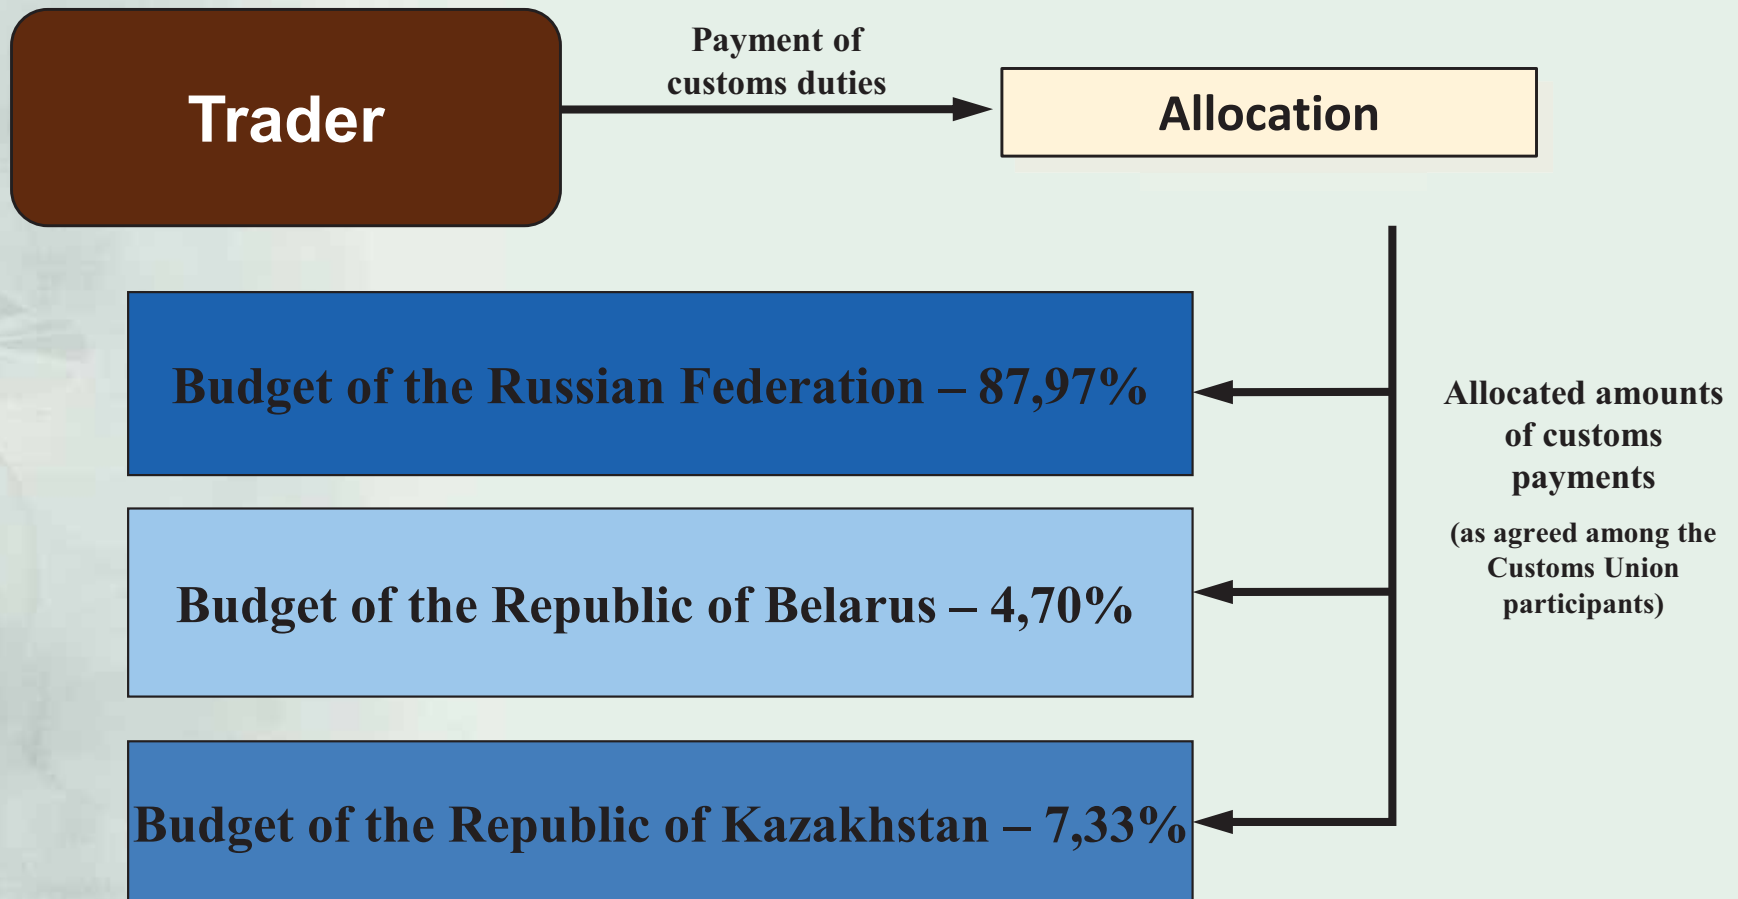 Trader
Payment of
customs duties
Allocation
Budget of the Russian Federation – 87,97%
Budget of the Republic of Belarus – 4,70%
Budget of the Republic of Kazakhstan – 7,33%
Allocated amounts
of customs
payments
(as agreed among the
Customs Union
participants)